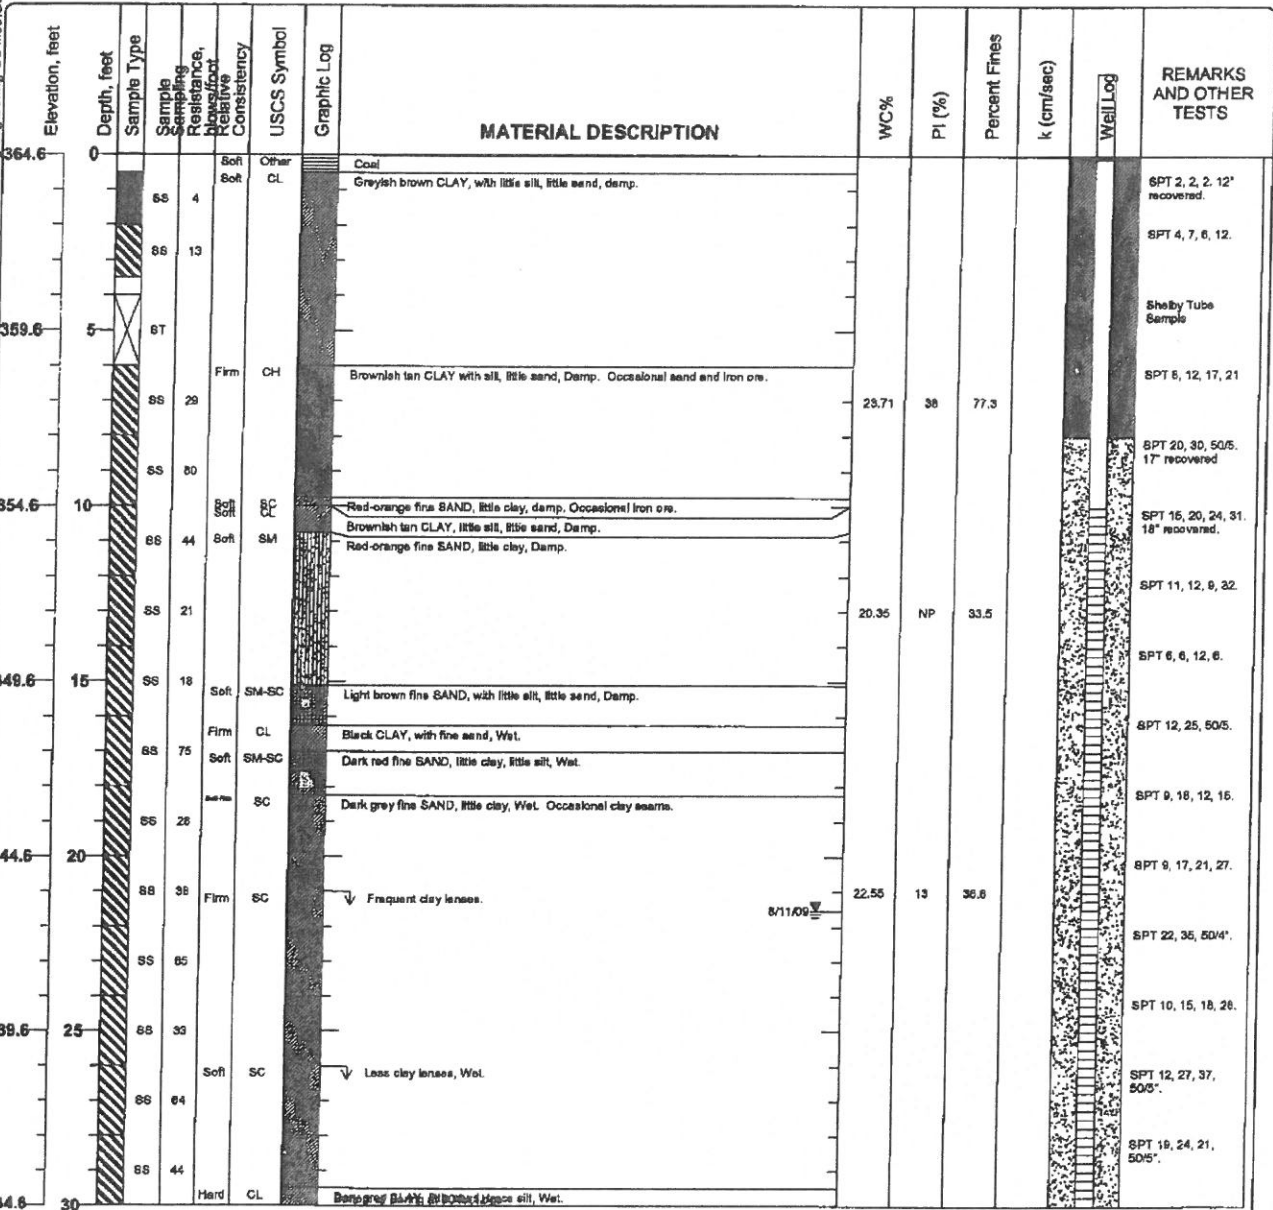 Elevation, feet
Depth, feet
Sample Type
Sample
Sampling
Resistance,
blows/foot
Relative
Consistency
USCS Symbol
Graphic Log
MATERIAL DESCRIPTION
WC%
PI (%)
Percent Fines
k (cm/sec)
Well Log
REMARKS
AND OTHER
TESTS
364.6 0
Soft Other Coal
Soft CL Greyish brown CLAY, with little silt, little sand, damp.
SPT 2, 2, 2. 12"
recovered.
SS 4
SPT 4, 7, 6, 12.
SS 13
Shelby Tube
Sample
359.6 5 ST
Firm CH Brownish tan CLAY with silt, little sand, Damp. Occasional sand and iron ore.
SPT 8, 12, 17, 21
SS 29 23.71 38 77.3
SPT 20, 30, 50/5.
17" recovered
SS 80
354.6 10
Soft SC Red-orange fine SAND, little clay, damp. Occasional iron ore.
Soft CL Brownish tan CLAY, little silt, little sand, Damp.
SPT 15, 20, 24, 31.
18" recovered.
SS 44 Soft SM Red-orange fine SAND, little clay, Damp.
SPT 11, 12, 9, 32.
SS 21 20.35 NP 33.5
SPT 6, 6, 12, 6.
49.6 15 SS 18
Soft SM-SC Light brown fine SAND, with little silt, little sand, Damp.
SPT 12, 25, 50/5.
Firm CL Black CLAY, with fine sand, Wet.
SS 75 Soft SM-SC Dark red fine SAND, little clay, little silt, Wet.
SPT 9, 16, 12, 15.
SC Dark grey fine SAND, little clay, Wet. Occasional clay seams.
SS 28
44.6 20
SPT 9, 17, 21, 27.
SS 38 Firm SC Frequent clay lenses.
22.55 13 36.6
8/11/09
SPT 22, 35, 50/4".
SS 65
SPT 10, 15, 18, 26.
39.6 25 SS 33
Soft SC Less clay lenses, Wet.
SPT 12, 27, 37,
50/5".
SS 64
SPT 19, 24, 21,
50/5".
SS 44
Hard CL silt, Wet.
4.6 30